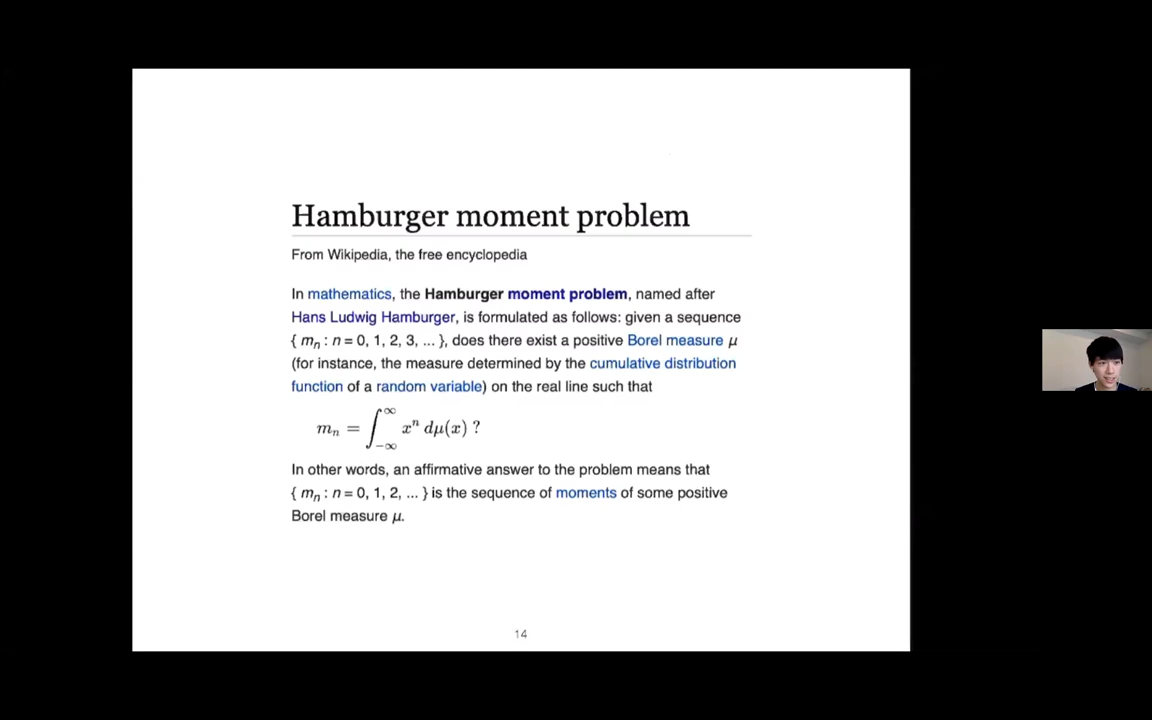 Hamburger moment problem
From Wikipedia, the free encyclopedia
In mathematics, the Hamburger moment problem, named after
Hans Ludwig Hamburger, is formulated as follows: given a sequence
{ mₙ : n = 0, 1, 2, 3, ... }, does there exist a positive Borel measure μ
(for instance, the measure determined by the cumulative distribution
function of a random variable) on the real line such that
mₙ = ∫_{-∞}^{∞} xⁿ dμ(x) ?
In other words, an affirmative answer to the problem means that
{ mₙ : n = 0, 1, 2, ... } is the sequence of moments of some positive
Borel measure μ.
14